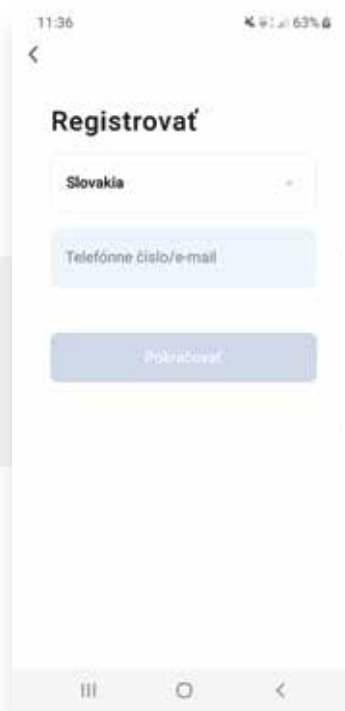 11:36
63%
Registrovať
Slovakia
Telefónne číslo/e-mail
Pokračovať